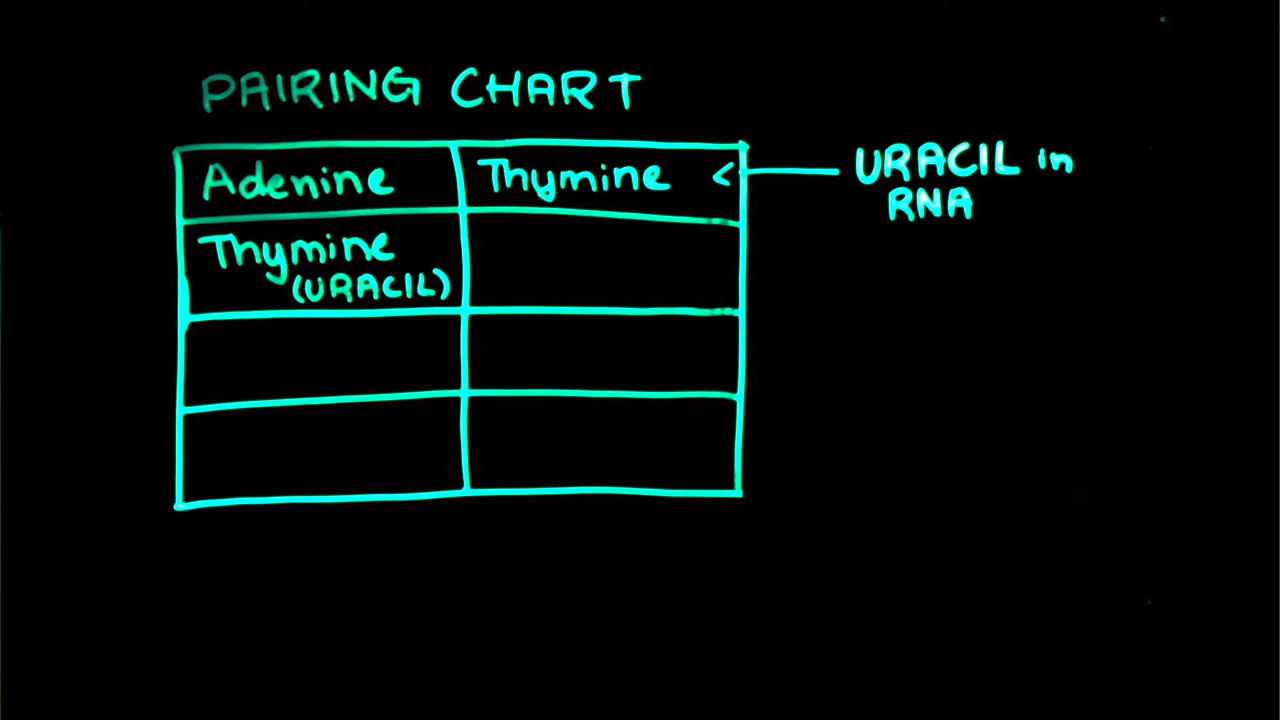 PAIRING CHART
Adenine
Thymine <
URACIL in
RNA
Thymine
(URACIL)